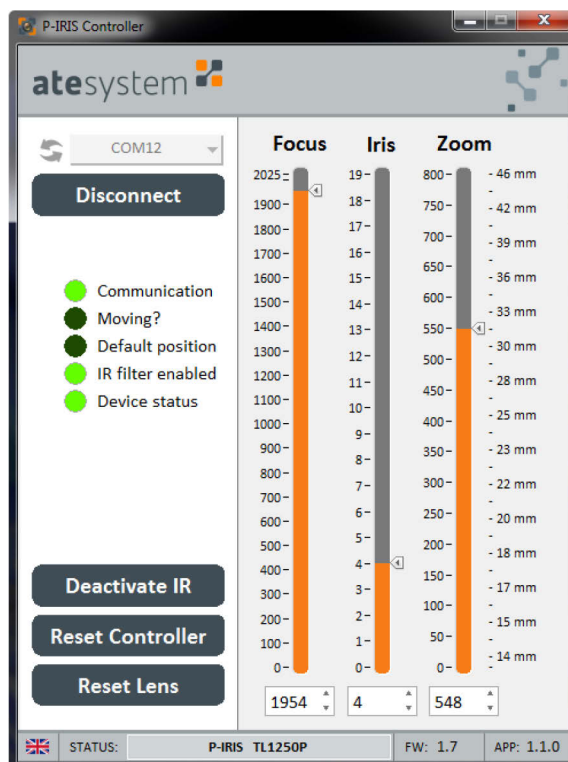 P-IRIS Controller
atesystem
COM12
Disconnect
Communication
Moving?
Default position
IR filter enabled
Device status
Deactivate IR
Reset Controller
Reset Lens
Focus
2025
1900
1800
1700
1600
1500
1400
1300
1200
1100
1000
900
800
700
600
500
400
300
200
100
0
1954
Iris
19
18
17
16
15
14
13
12
11
10
9
8
7
6
5
4
3
2
1
0
4
Zoom
800
750
700
650
600
550
500
450
400
350
300
250
200
150
100
50
0
- 46 mm
- 42 mm
- 39 mm
- 36 mm
- 33 mm
- 30 mm
- 28 mm
- 25 mm
- 23 mm
- 22 mm
- 20 mm
- 18 mm
- 17 mm
- 15 mm
- 14 mm
548
STATUS: P-IRIS TL1250P FW: 1.7 APP: 1.1.0